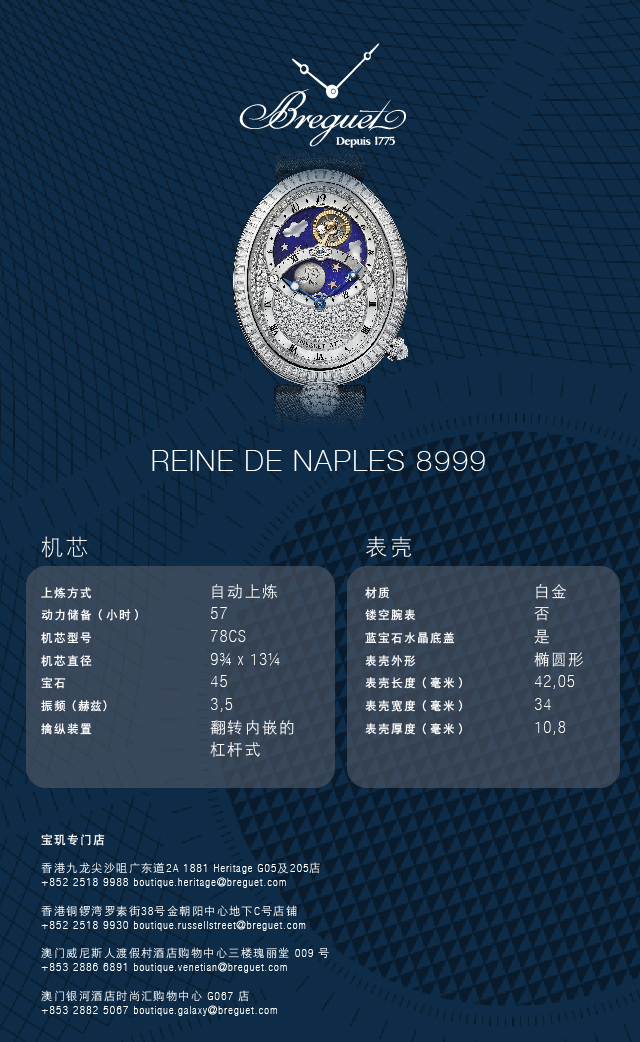 Breguet
Depuis 1775
REINE DE NAPLES 8999
机芯
上炼方式 自动上炼
动力储备（小时） 57
机芯型号 78CS
机芯直径 9¾ x 13¼
宝石 45
振频（赫兹） 3,5
擒纵装置 翻转内嵌的
杠杆式
表壳
材质 白金
镂空腕表 否
蓝宝石水晶底盖 是
表壳外形 椭圆形
表壳长度（毫米） 42,05
表壳宽度（毫米） 34
表壳厚度（毫米） 10,8
宝玑专门店
香港九龙尖沙咀广东道2A 1881 Heritage G05及205店
+852 2518 9988 boutique.heritage@breguet.com
香港铜锣湾罗素街38号金朝阳中心地下C号店铺
+852 2518 9930 boutique.russellstreet@breguet.com
澳门威尼斯人渡假村酒店购物中心三楼瑰丽堂 009 号
+853 2886 6891 boutique.venetian@breguet.com
澳门银河酒店时尚汇购物中心 G067 店
+853 2882 5067 boutique.galaxy@breguet.com